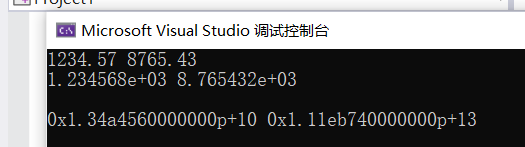 Project1
Microsoft Visual Studio 调试控制台
1234.57 8765.43
1.234568e+03 8.765432e+03
0x1.34a4560000000p+10 0x1.11eb740000000p+13